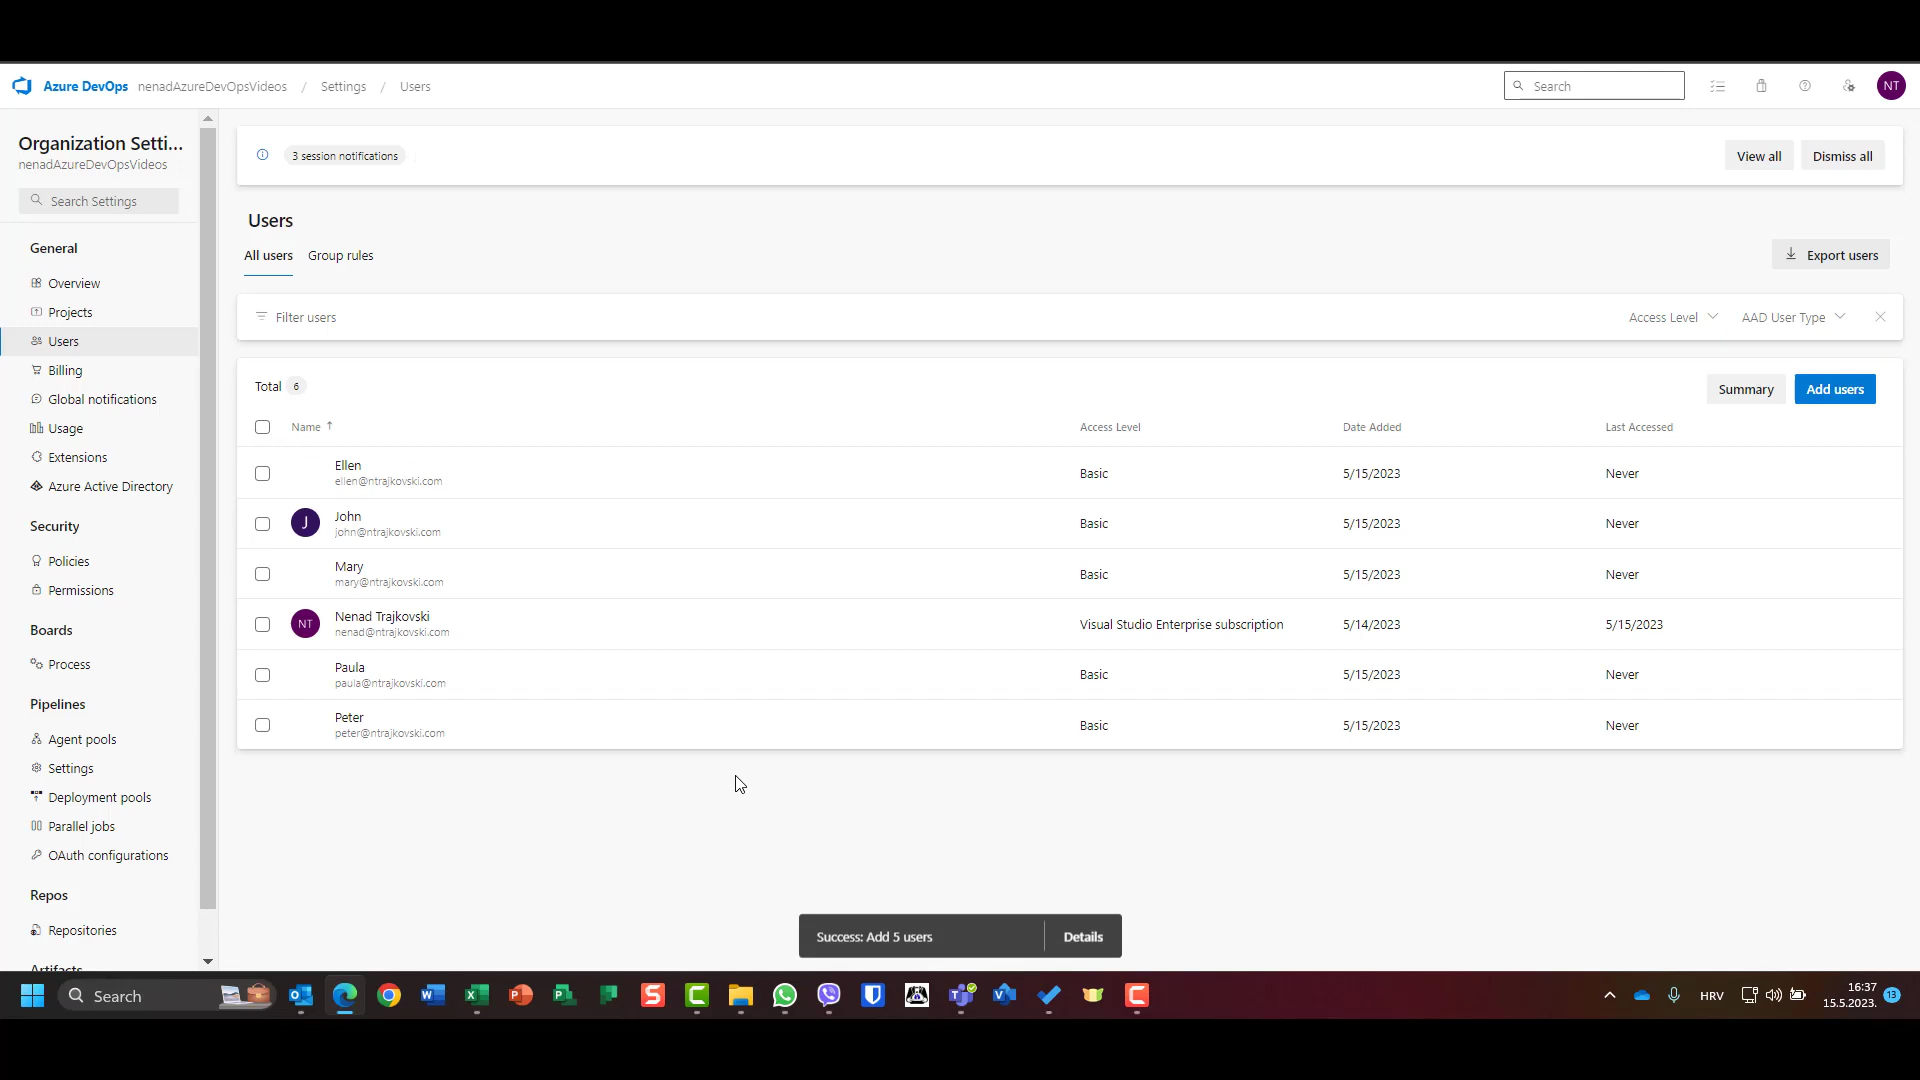 Azure DevOps nenadAzureDevOpsVideos / Settings / Users
Search
NT
Organization Setti...
nenadAzureDevOpsVideos
Search Settings
General
Overview
Projects
Users
Billing
Global notifications
Usage
Extensions
Azure Active Directory
Security
Policies
Permissions
Boards
Process
Pipelines
Agent pools
Settings
Deployment pools
Parallel jobs
OAuth configurations
Repos
Repositories
Artifacts
3 session notifications
View all
Dismiss all
Users
All users
Group rules
Export users
Filter users
Access Level
AAD User Type
Total 6
Summary
Add users
Name
Access Level
Date Added
Last Accessed
Ellen
ellen@ntrajkovski.com
Basic
5/15/2023
Never
J
John
john@ntrajkovski.com
Basic
5/15/2023
Never
Mary
mary@ntrajkovski.com
Basic
5/15/2023
Never
NT
Nenad Trajkovski
nenad@ntrajkovski.com
Visual Studio Enterprise subscription
5/14/2023
5/15/2023
Paula
paula@ntrajkovski.com
Basic
5/15/2023
Never
Peter
peter@ntrajkovski.com
Basic
5/15/2023
Never
Success: Add 5 users
Details
Search
HRV
16:37
15.5.2023.
13